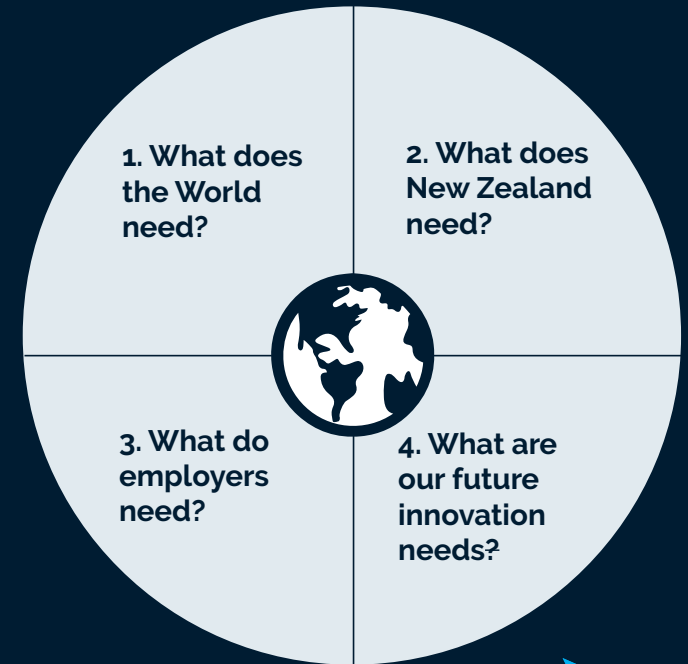 1. What does
the World
need?
2. What does
New Zealand
need?
3. What do
employers
need?
4. What are
our future
innovation
needs?